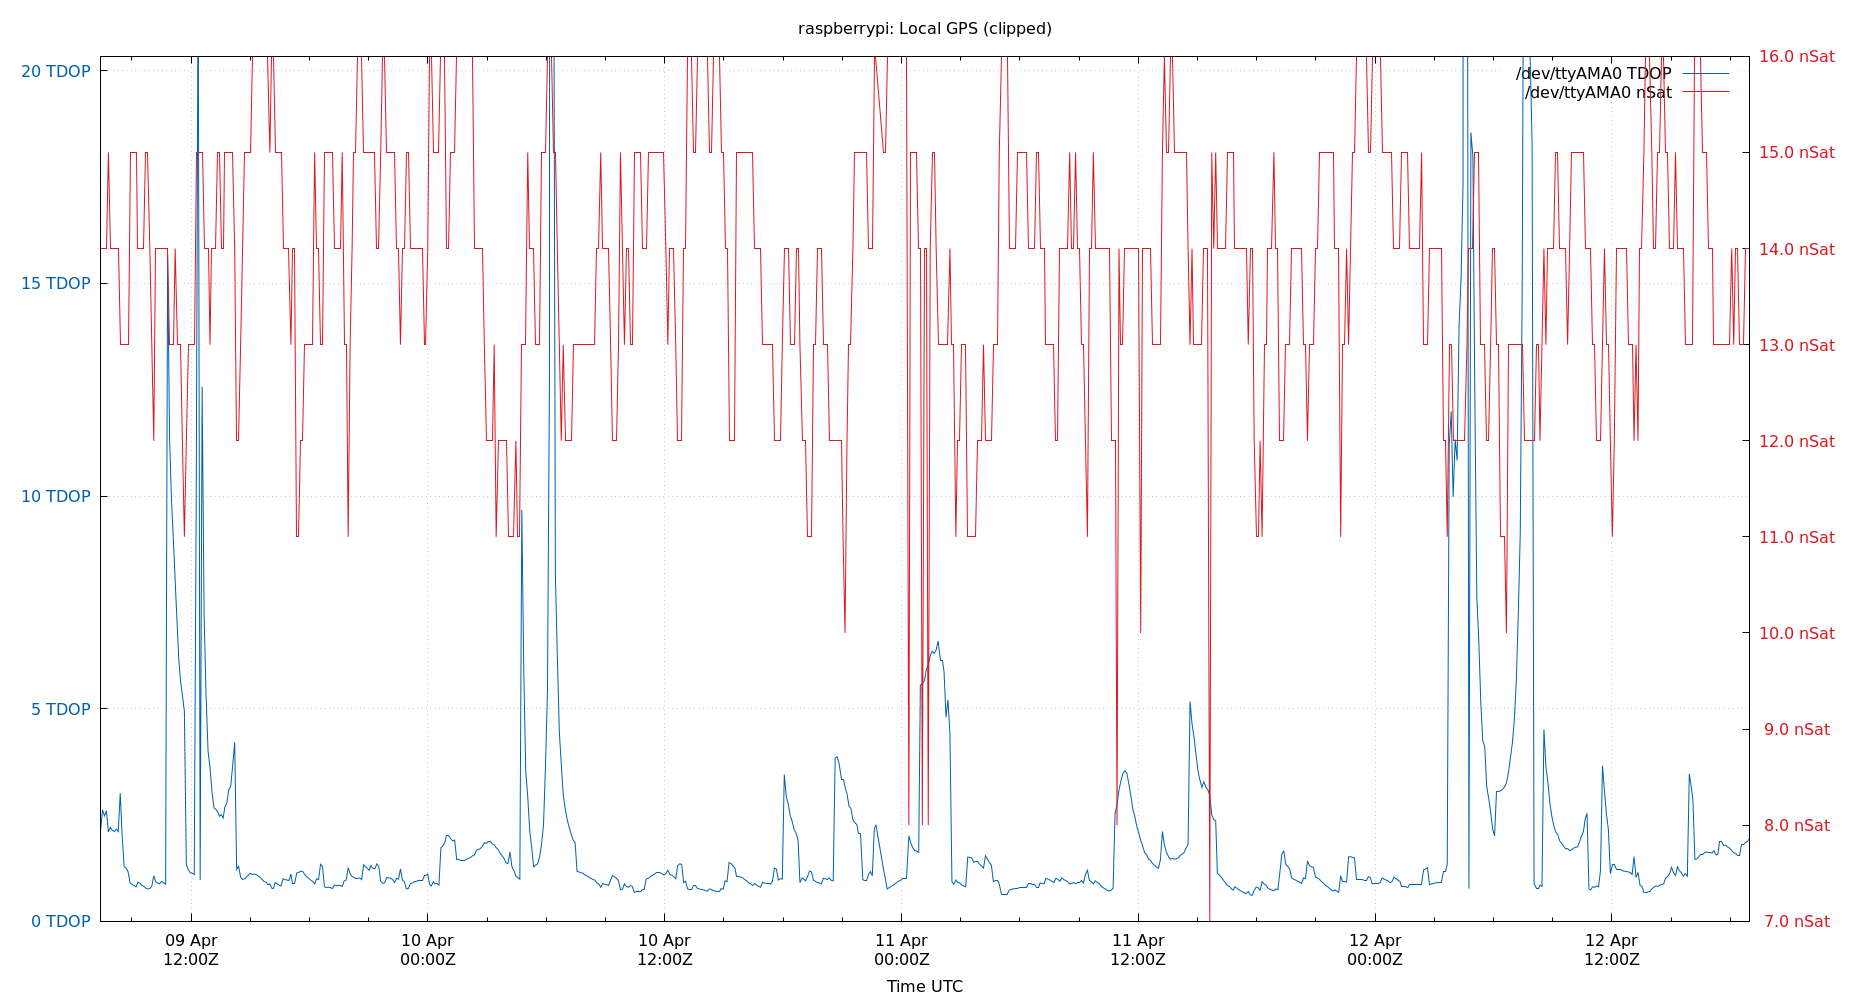 raspberrypi: Local GPS (clipped)
20 TDOP
15 TDOP
10 TDOP
5 TDOP
0 TDOP
16.0 nSat
15.0 nSat
14.0 nSat
13.0 nSat
12.0 nSat
11.0 nSat
10.0 nSat
9.0 nSat
8.0 nSat
7.0 nSat
/dev/ttyAMA0 TDOP
/dev/ttyAMA0 nSat
09 Apr
12:00Z
10 Apr
00:00Z
10 Apr
12:00Z
11 Apr
00:00Z
11 Apr
12:00Z
12 Apr
00:00Z
12 Apr
12:00Z
Time UTC